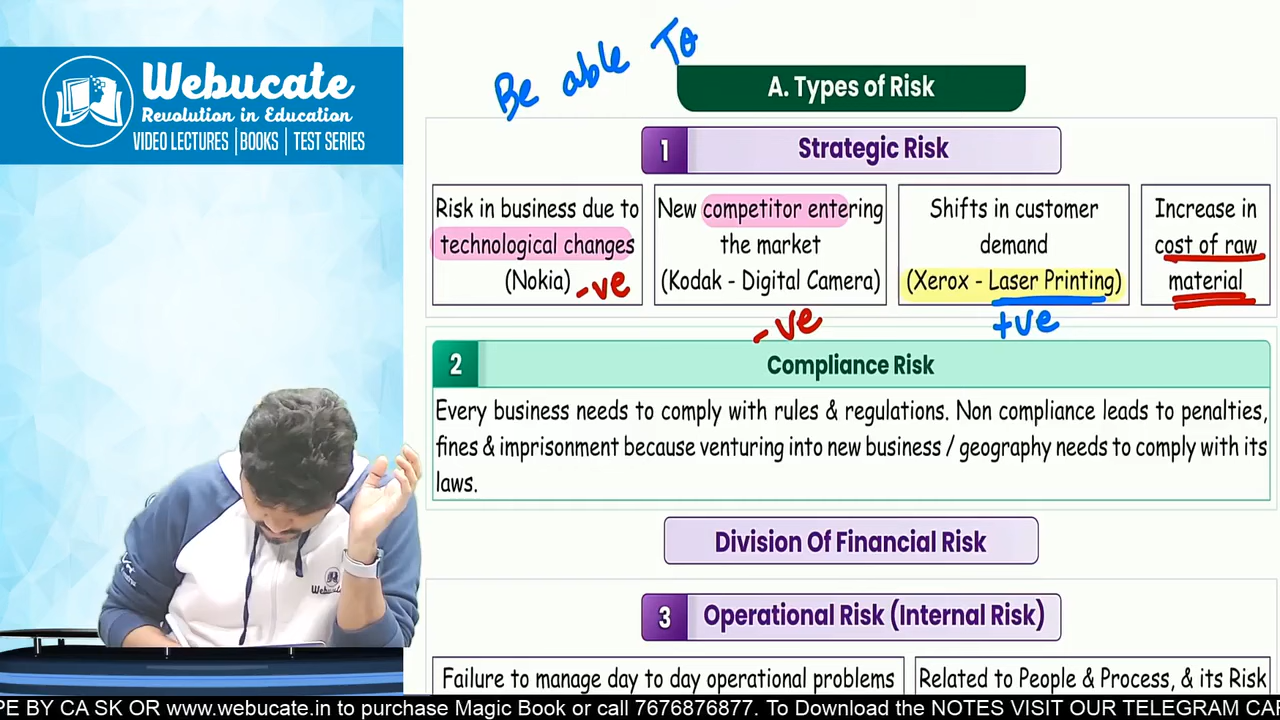 Webucate
Revolution in Education
VIDEO LECTURES | BOOKS | TEST SERIES
Be able To
A. Types of Risk
1 Strategic Risk
Risk in business due to
technological changes
(Nokia) -ve
New competitor entering
the market
(Kodak - Digital Camera)
-ve
Shifts in customer
demand
(Xerox - Laser Printing)
+ve
Increase in
cost of raw
material
2 Compliance Risk
Every business needs to comply with rules & regulations. Non compliance leads to penalties,
fines & imprisonment because venturing into new business / geography needs to comply with its
laws.
Division Of Financial Risk
3 Operational Risk (Internal Risk)
Failure to manage day to day operational problems
Related to People & Process, & its Risk
PE BY CA SK OR www.webucate.in to purchase Magic Book or call 7676876877. To Download the NOTES VISIT OUR TELEGRAM CA